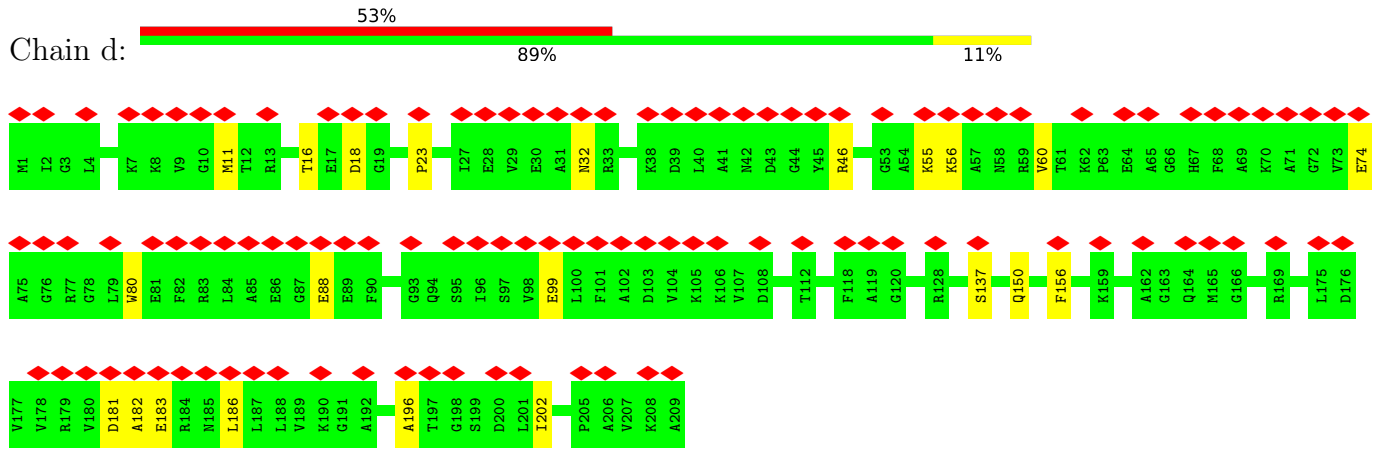 53%
Chain d:
89% 11%
M1 I2 G3 L4 K7 K8 V9 G10 M11 T12 R13 T16 E17 D18 G19 P23 I27 E28 V29 E30 A31 N32 R33 K38 D39 L40 A41 N42 D43 G44 Y45 R46 G53 A54 K55 K56 A57 N58 R59 V60 T61 K62 P63 E64 A65 G66 H67 F68 A69 K70 A71 G72 V73 E74
A75 G76 R77 G78 L79 W80 E81 F82 R83 L84 A85 E86 G87 E88 E89 F90 G93 Q94 S95 I96 S97 V98 E99 L100 F101 A102 D103 V104 K105 K106 V107 D108 T112 F118 A119 G120 R128 S137 Q150 F156 K159 A162 G163 Q164 M165 G166 R169 L175 D176
V177 V178 R179 V180 D181 A182 E183 R184 N185 L186 L187 L188 V189 K190 G191 A192 A196 T197 G198 S199 D200 L201 I202 P205 A206 V207 K208 A209